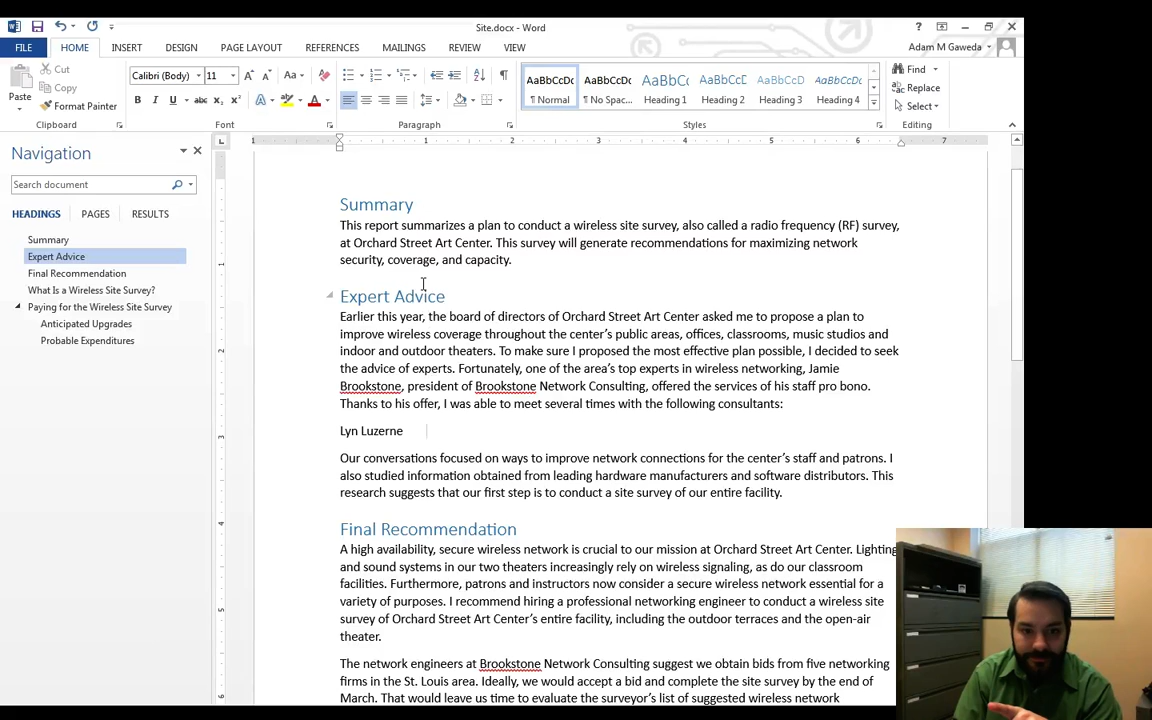 Site.docx - Word
FILE HOME INSERT DESIGN PAGE LAYOUT REFERENCES MAILINGS REVIEW VIEW
Adam M Gaweda
Paste
Cut
Copy
Format Painter
Clipboard
Calibri (Body) 11
Font
Paragraph
AaBbCcDc AaBbCcDc AaBbCc AaBbCcD AaBbCcD AaBbCcD
¶ Normal ¶ No Spac... Heading 1 Heading 2 Heading 3 Heading 4
Styles
Find
Replace
Select
Editing
Navigation
Search document
HEADINGS PAGES RESULTS
Summary
Expert Advice
Final Recommendation
What Is a Wireless Site Survey?
Paying for the Wireless Site Survey
Anticipated Upgrades
Probable Expenditures
Summary
This report summarizes a plan to conduct a wireless site survey, also called a radio frequency (RF) survey,
at Orchard Street Art Center. This survey will generate recommendations for maximizing network
security, coverage, and capacity.
Expert Advice
Earlier this year, the board of directors of Orchard Street Art Center asked me to propose a plan to
improve wireless coverage throughout the center's public areas, offices, classrooms, music studios and
indoor and outdoor theaters. To make sure I proposed the most effective plan possible, I decided to seek
the advice of experts. Fortunately, one of the area's top experts in wireless networking, Jamie
Brookstone, president of Brookstone Network Consulting, offered the services of his staff pro bono.
Thanks to his offer, I was able to meet several times with the following consultants:
Lyn Luzerne
Our conversations focused on ways to improve network connections for the center's staff and patrons. I
also studied information obtained from leading hardware manufacturers and software distributors. This
research suggests that our first step is to conduct a site survey of our entire facility.
Final Recommendation
A high availability, secure wireless network is crucial to our mission at Orchard Street Art Center. Lighting
and sound systems in our two theaters increasingly rely on wireless signaling, as do our classroom
facilities. Furthermore, patrons and instructors now consider a secure wireless network essential for a
variety of purposes. I recommend hiring a professional networking engineer to conduct a wireless site
survey of Orchard Street Art Center's entire facility, including the outdoor terraces and the open-air
theater.
The network engineers at Brookstone Network Consulting suggest we obtain bids from five networking
firms in the St. Louis area. Ideally, we would accept a bid and complete the site survey by the end of
March. That would leave us time to evaluate the surveyor's list of suggested wireless network